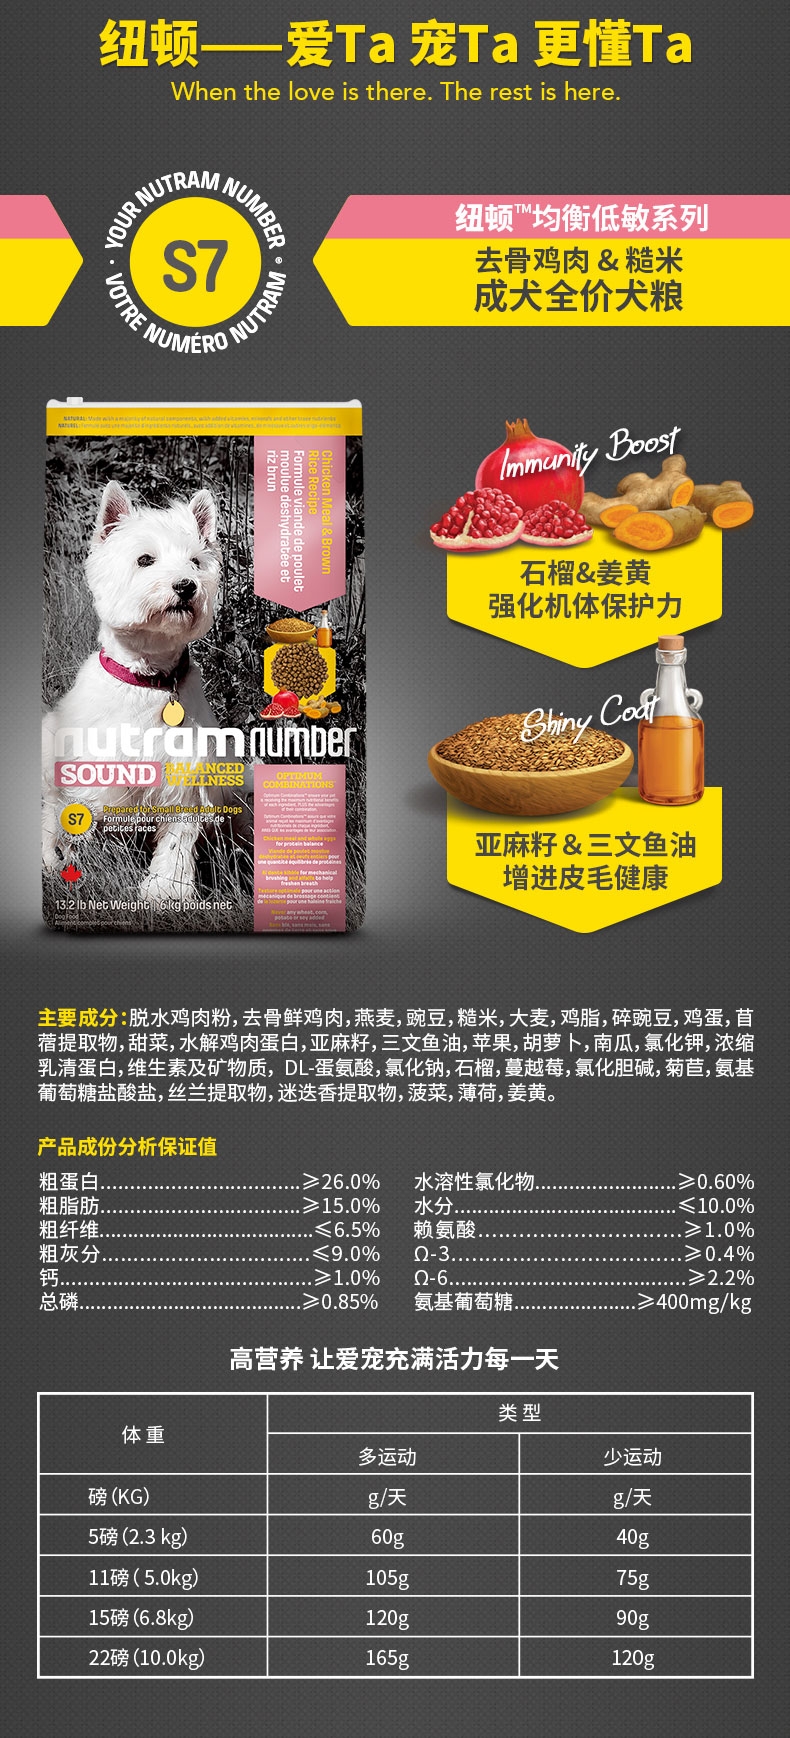 纽顿——爱Ta 宠Ta 更懂Ta
When the love is there. The rest is here.
· YOUR NUTRAM NUMBER ®
VOTRE NUMÉRO NUTRAM
S7
纽顿™均衡低敏系列
去骨鸡肉 & 糙米
成犬全价犬粮
Chicken Meal & Brown
Rice Recipe
Formule viande de poulet
moulue déshydratée et
riz brun
nutram number
SOUND BALANCED
WELLNESS
S7
Prepared for Small Breed Adult Dogs
Formule pour chiens adultes de
petites races
13.2 lb Net Weight | 6 kg poids net
OPTIMUM
COMBINATIONS
Chicken meal and whole eggs
for protein balance
Immunity Boost
石榴&姜黄
强化机体保护力
Shiny Coat
亚麻籽 & 三文鱼油
增进皮毛健康
主要成分:脱水鸡肉粉,去骨鲜鸡肉,燕麦,豌豆,糙米,大麦,鸡脂,碎豌豆,鸡蛋,苜
蓿提取物,甜菜,水解鸡肉蛋白,亚麻籽,三文鱼油,苹果,胡萝卜,南瓜,氯化钾,浓缩
乳清蛋白,维生素及矿物质, DL-蛋氨酸,氯化钠,石榴,蔓越莓,氯化胆碱,菊苣,氨基
葡萄糖盐酸盐,丝兰提取物,迷迭香提取物,菠菜,薄荷,姜黄。
产品成份分析保证值
粗蛋白..................................≥26.0% 水溶性氯化物........................≥0.60%
粗脂肪..................................≥15.0% 水分......................................≤10.0%
粗纤维.....................................≤6.5% 赖氨酸..............................≥1.0%
粗灰分...................................≤9.0% Ω-3..................................≥0.4%
钙...........................................≥1.0% Ω-6........................................≥2.2%
总磷......................................≥0.85% 氨基葡萄糖.....................≥400mg/kg
高营养 让爱宠充满活力每一天
体重 类型
多运动 少运动
磅(KG) g/天 g/天
5磅(2.3 kg) 60g 40g
11磅( 5.0kg) 105g 75g
15磅(6.8kg) 120g 90g
22磅(10.0kg) 165g 120g